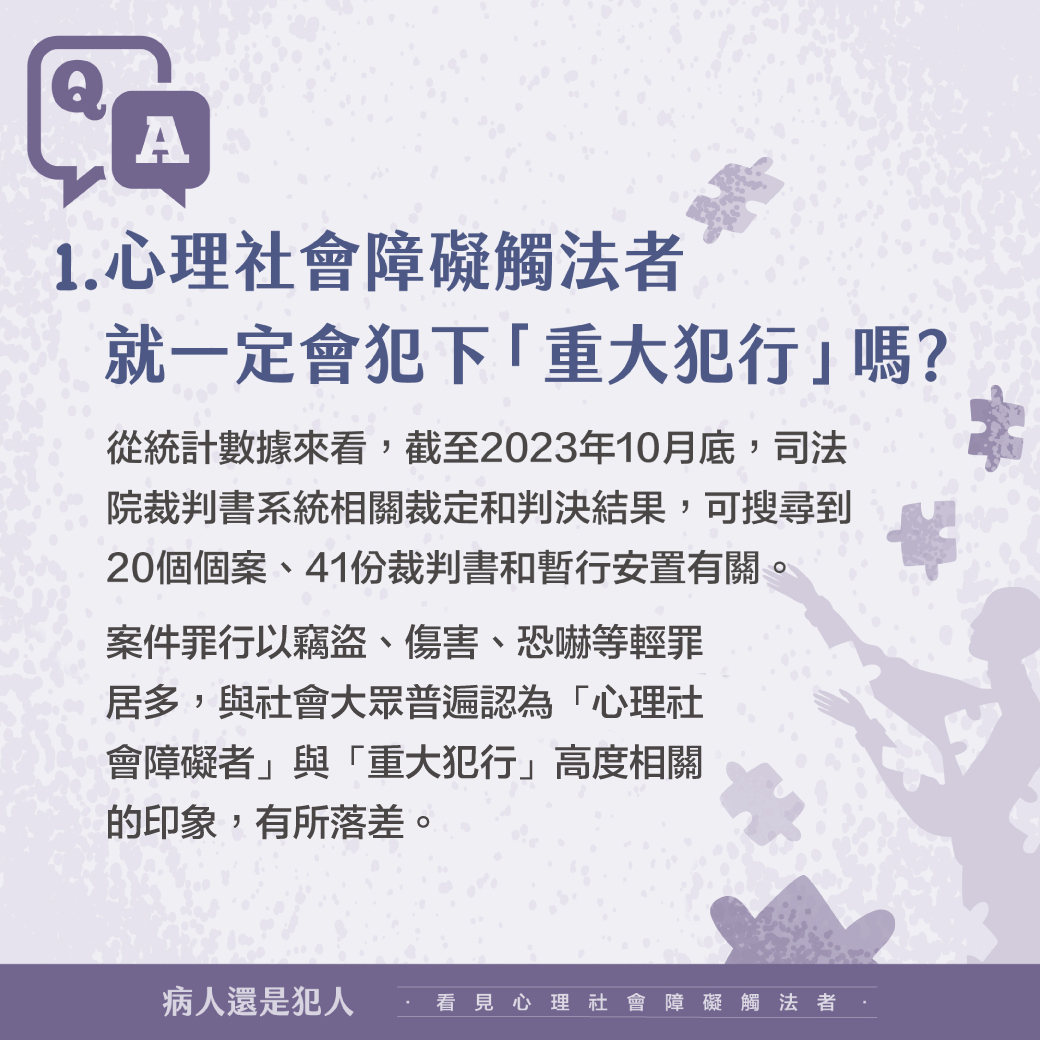 Q
A
1.心理社會障礙觸法者
就一定會犯下「重大犯行」嗎？
從統計數據來看，截至2023年10月底，司法
院裁判書系統相關裁定和判決結果，可搜尋到
20個個案、41份裁判書和暫行安置有關。
案件罪行以竊盜、傷害、恐嚇等輕罪
居多，與社會大眾普遍認為「心理社
會障礙者」與「重大犯行」高度相關
的印象，有所落差。
病人還是犯人
· 看見心理社會障礙觸法者 ·